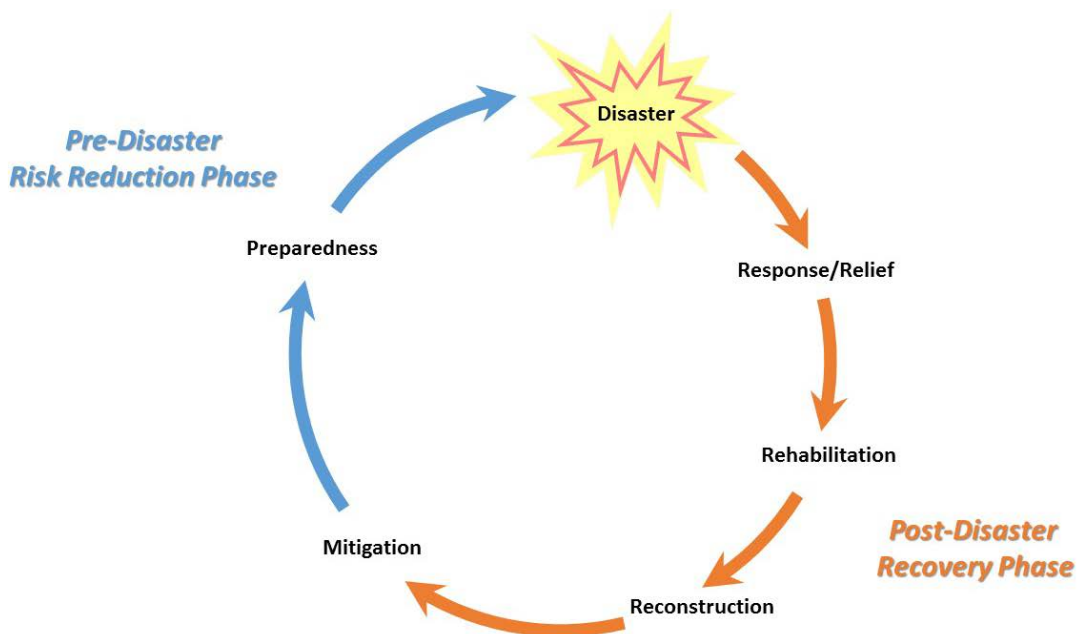 Disaster
Pre-Disaster
Risk Reduction Phase
Preparedness
Response/Relief
Rehabilitation
Post-Disaster
Recovery Phase
Mitigation
Reconstruction